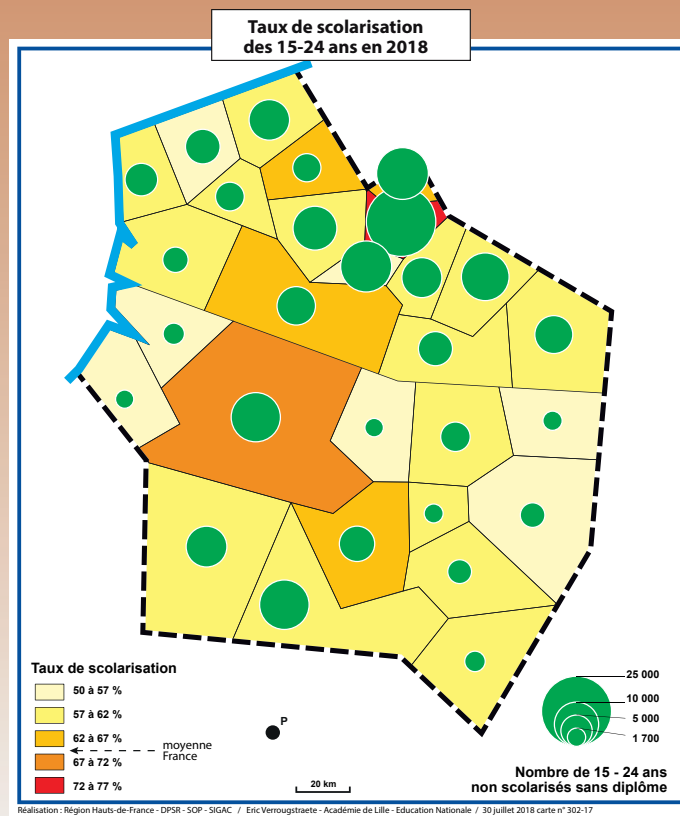 Taux de scolarisation
des 15-24 ans en 2018
Taux de scolarisation
50 à 57 %
57 à 62 %
62 à 67 %
moyenne
France
67 à 72 %
72 à 77 %
P
20 km
25 000
10 000
5 000
1 700
Nombre de 15 - 24 ans
non scolarisés sans diplôme
Réalisation : Région Hauts-de-France - DPSR - SOP - SIGAC / Eric Verrougstraete - Académie de Lille - Education Nationale / 30 juillet 2018 carte n° 302-17